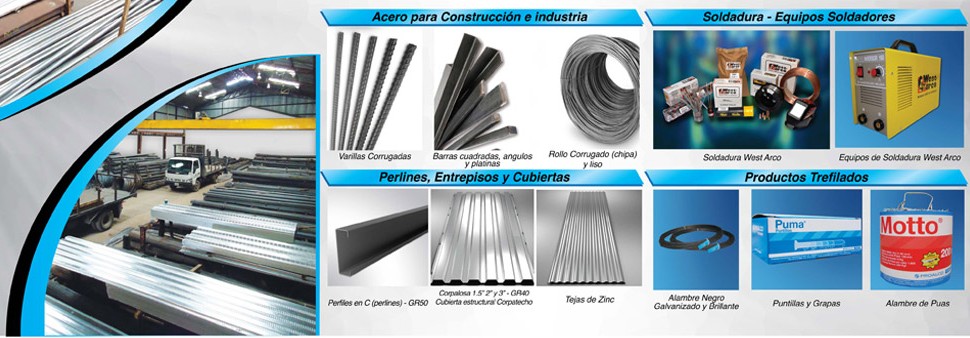 Acero para Construcción e industria
Varillas Corrugadas
Barras cuadradas, angulos
y platinas
Rollo Corrugado (chipa)
y liso
Soldadura - Equipos Soldadores
West
arco
Soldadura West Arco
Equipos de Soldadura West Arco
Perlines, Entrepisos y Cubiertas
Perfiles en C (perlines) - GR50
Corpalosa 1.5" 2" y 3" - GR40
Cubierta estructural Corpatecho
Tejas de Zinc
Productos Trefilados
Alambre Negro
Galvanizado y Brillante
Puma
Puntillas y Grapas
Motto
200
Alambre de Puas